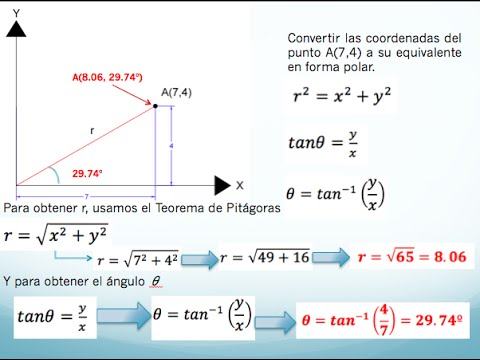 Y
Convertir las coordenadas del
punto A(7,4) a su equivalente
en forma polar.
A(8.06, 29.74º)
A(7,4)
r² = x² + y²
r
4
tanθ = y/x
29.74º
X
7
θ = tan⁻¹(y/x)
Para obtener r, usamos el Teorema de Pitágoras
r = √(x² + y²)
r = √(7² + 4²) r = √(49 + 16) r = √65 = 8.06
Y para obtener el ángulo θ
tanθ = y/x θ = tan⁻¹(y/x) θ = tan⁻¹(4/7) = 29.74º